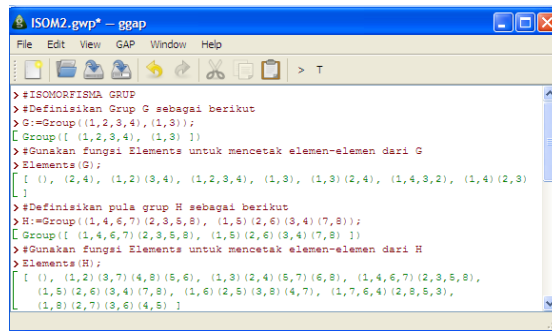 ISOM2.gwp* — ggap
File Edit View GAP Window Help
> T
> #ISOMORFISMA GRUP
> #Definisikan Grup G sebagai berikut
> G:=Group((1,2,3,4),(1,3));
Group([ (1,2,3,4), (1,3) ])
> #Gunakan fungsi Elements untuk mencetak elemen-elemen dari G
> Elements(G);
[ (), (2,4), (1,2)(3,4), (1,2,3,4), (1,3), (1,3)(2,4), (1,4,3,2), (1,4)(2,3)
]
> #Definisikan pula grup H sebagai berikut
> H:=Group((1,4,6,7)(2,3,5,8), (1,5)(2,6)(3,4)(7,8));
Group([ (1,4,6,7)(2,3,5,8), (1,5)(2,6)(3,4)(7,8) ])
> #Gunakan fungsi Elements untuk mencetak elemen-elemen dari H
> Elements(H);
[ (), (1,2)(3,7)(4,8)(5,6), (1,3)(2,4)(5,7)(6,8), (1,4,6,7)(2,3,5,8),
(1,5)(2,6)(3,4)(7,8), (1,6)(2,5)(3,8)(4,7), (1,7,6,4)(2,8,5,3),
(1,8)(2,7)(3,6)(4,5) ]